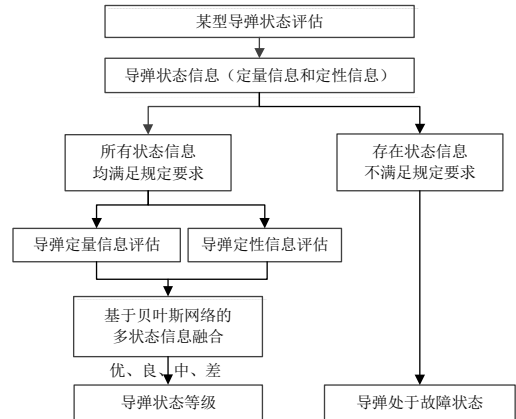 某型导弹状态评估
导弹状态信息（定量信息和定性信息）
所有状态信息
均满足规定要求
存在状态信息
不满足规定要求
导弹定量信息评估
导弹定性信息评估
基于贝叶斯网络的
多状态信息融合
优、良、中、差
导弹状态等级
导弹处于故障状态